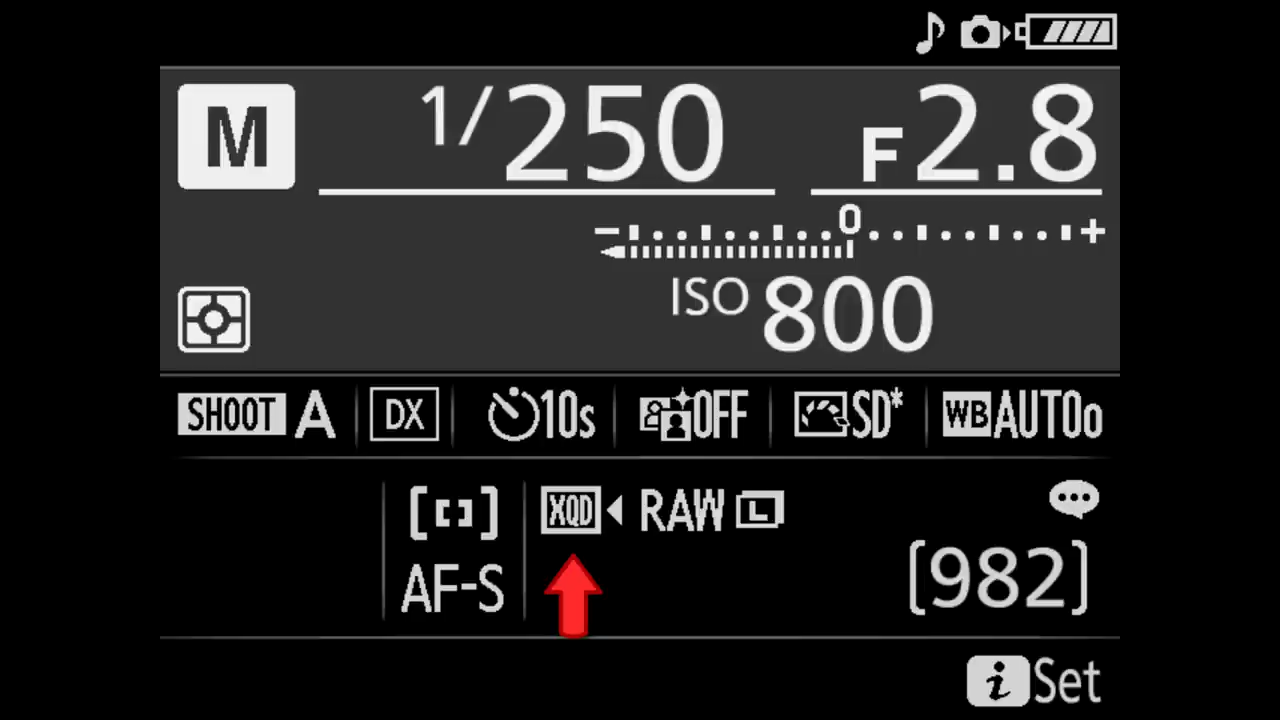 M 1/250 F2.8
− 0 +
ISO 800
SHOOT A DX 10s OFF SD* WB AUTO0
XQD RAW L
AF-S [982]
i Set